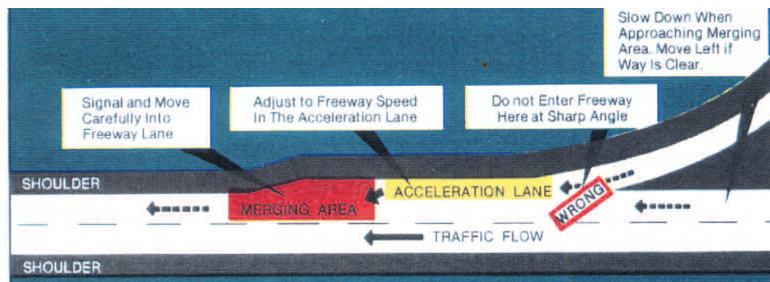 Slow Down When
Approaching Merging
Area. Move Left if
Way Is Clear.
Signal and Move
Carefully Into
Freeway Lane
Adjust to Freeway Speed
In The Acceleration Lane
Do not Enter Freeway
Here at Sharp Angle
SHOULDER
ACCELERATION LANE
MERGING AREA
WRONG
TRAFFIC FLOW
SHOULDER